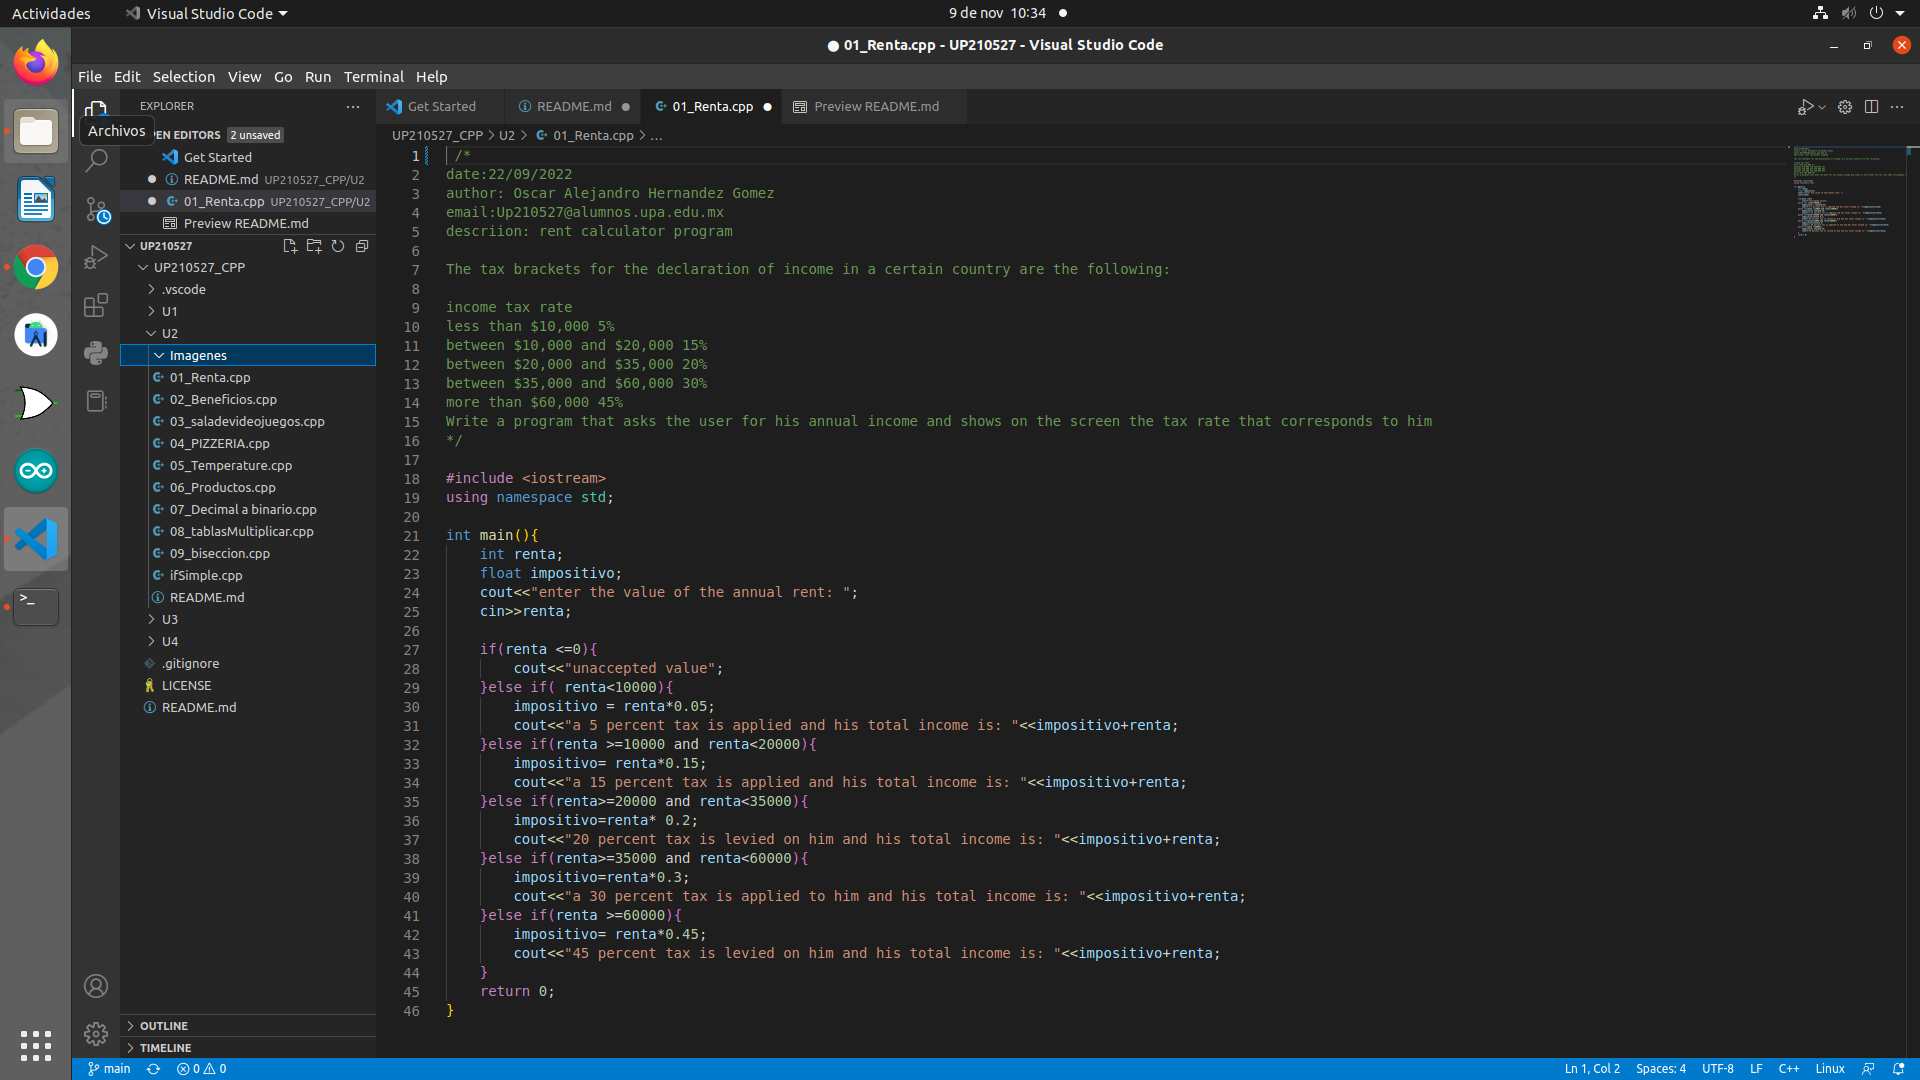 Actividades
Visual Studio Code
9 de nov 10:34
● 01_Renta.cpp - UP210527 - Visual Studio Code
File Edit Selection View Go Run Terminal Help
EXPLORER
Archivos
PEN EDITORS 2 unsaved
Get Started
README.md UP210527_CPP/U2
01_Renta.cpp UP210527_CPP/U2
Preview README.md
UP210527
UP210527_CPP
.vscode
U1
U2
Imagenes
01_Renta.cpp
02_Beneficios.cpp
03_saladevideojuegos.cpp
04_PIZZERIA.cpp
05_Temperature.cpp
06_Productos.cpp
07_Decimal a binario.cpp
08_tablasMultiplicar.cpp
09_biseccion.cpp
ifSimple.cpp
README.md
U3
U4
.gitignore
LICENSE
README.md
OUTLINE
TIMELINE
Get Started README.md 01_Renta.cpp Preview README.md
UP210527_CPP > U2 > 01_Renta.cpp > ...
1 /*
2 date:22/09/2022
3 author: Oscar Alejandro Hernandez Gomez
4 email:Up210527@alumnos.upa.edu.mx
5 descriion: rent calculator program
6
7 The tax brackets for the declaration of income in a certain country are the following:
8
9 income tax rate
10 less than $10,000 5%
11 between $10,000 and $20,000 15%
12 between $20,000 and $35,000 20%
13 between $35,000 and $60,000 30%
14 more than $60,000 45%
15 Write a program that asks the user for his annual income and shows on the screen the tax rate that corresponds to him
16 */
17
18 #include <iostream>
19 using namespace std;
20
21 int main(){
22 int renta;
23 float impositivo;
24 cout<<"enter the value of the annual rent: ";
25 cin>>renta;
26
27 if(renta <=0){
28 cout<<"unaccepted value";
29 }else if( renta<10000){
30 impositivo = renta*0.05;
31 cout<<"a 5 percent tax is applied and his total income is: "<<impositivo+renta;
32 }else if(renta >=10000 and renta<20000){
33 impositivo= renta*0.15;
34 cout<<"a 15 percent tax is applied and his total income is: "<<impositivo+renta;
35 }else if(renta>=20000 and renta<35000){
36 impositivo=renta* 0.2;
37 cout<<"20 percent tax is levied on him and his total income is: "<<impositivo+renta;
38 }else if(renta>=35000 and renta<60000){
39 impositivo=renta*0.3;
40 cout<<"a 30 percent tax is applied to him and his total income is: "<<impositivo+renta;
41 }else if(renta >=60000){
42 impositivo= renta*0.45;
43 cout<<"45 percent tax is levied on him and his total income is: "<<impositivo+renta;
44 }
45 return 0;
46 }
main 0 0 Ln 1, Col 2 Spaces: 4 UTF-8 LF C++ Linux